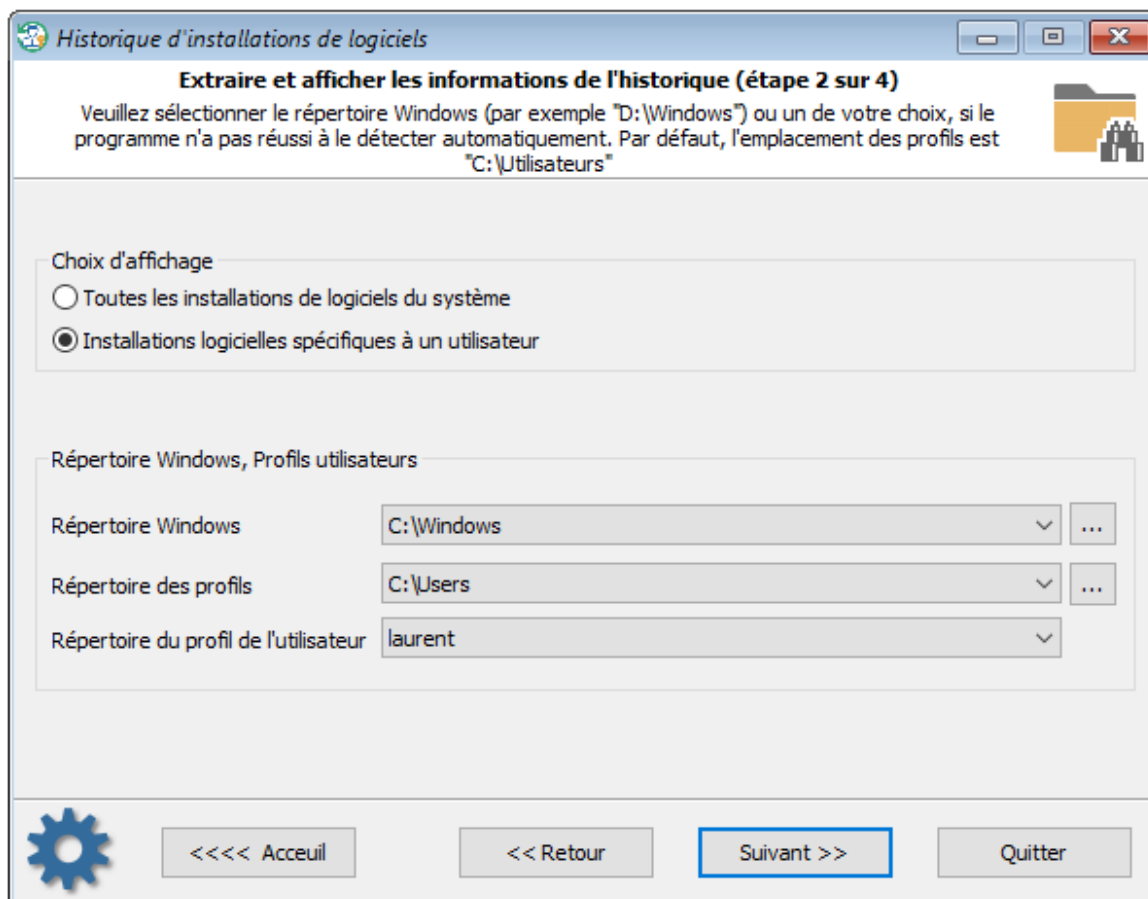 Historique d'installations de logiciels
Extraire et afficher les informations de l'historique (étape 2 sur 4)
Veuillez sélectionner le répertoire Windows (par exemple "D:\Windows") ou un de votre choix, si le
programme n'a pas réussi à le détecter automatiquement. Par défaut, l'emplacement des profils est
"C:\Utilisateurs"
Choix d'affichage
Toutes les installations de logiciels du système
Installations logicielles spécifiques à un utilisateur
Répertoire Windows, Profils utilisateurs
Répertoire Windows C:\Windows ...
Répertoire des profils C:\Users ...
Répertoire du profil de l'utilisateur laurent
<<<< Acceuil << Retour Suivant >> Quitter